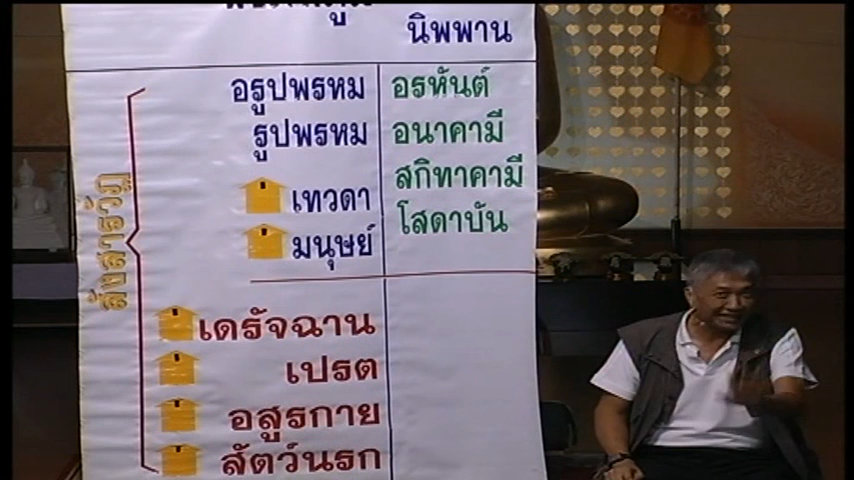 นิพพาน
อรูปพรหม อรหันต์
รูปพรหม อนาคามี
เทวดา สกิทาคามี
มนุษย์ โสดาบัน
สังสารวัฏ
เดรัจฉาน
เปรต
อสูรกาย
สัตว์นรก